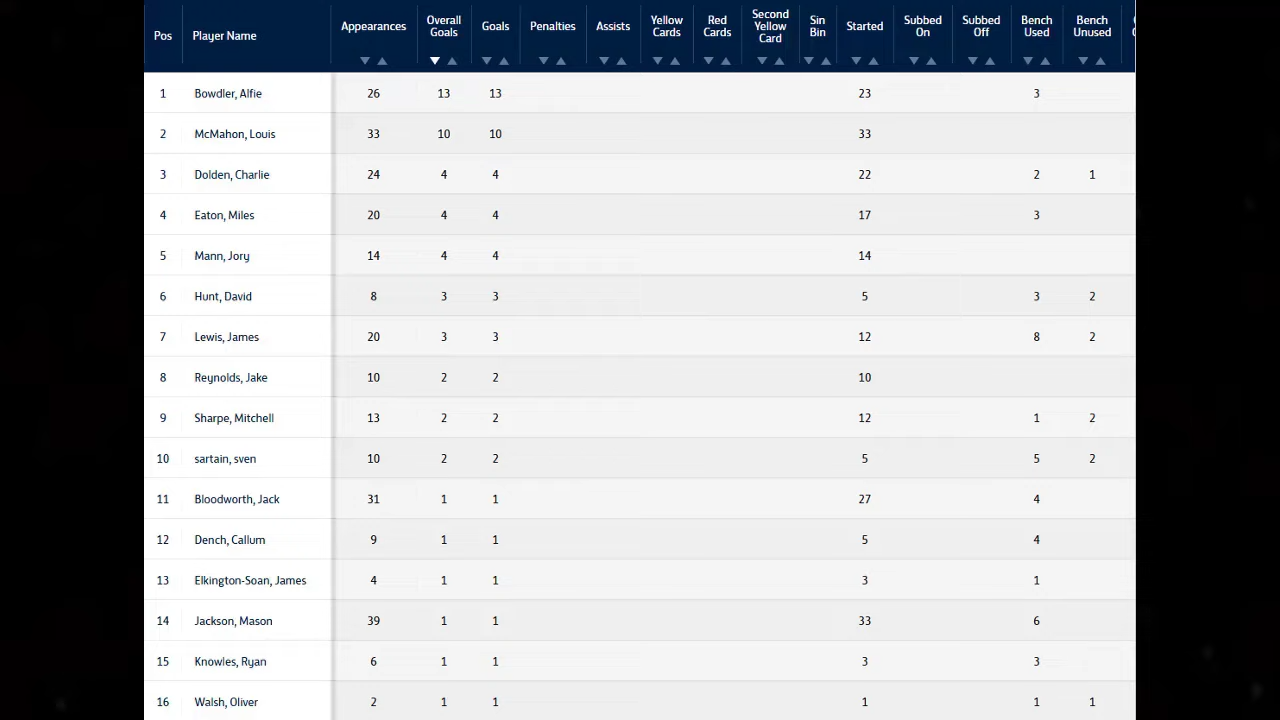 Pos Player Name Appearances Overall Goals Goals Penalties Assists Yellow Cards Red Cards Second Yellow Card Sin Bin Started Subbed On Subbed Off Bench Used Bench Unused
1 Bowdler, Alfie 26 13 13 23 3
2 McMahon, Louis 33 10 10 33
3 Dolden, Charlie 24 4 4 22 2 1
4 Eaton, Miles 20 4 4 17 3
5 Mann, Jory 14 4 4 14
6 Hunt, David 8 3 3 5 3 2
7 Lewis, James 20 3 3 12 8 2
8 Reynolds, Jake 10 2 2 10
9 Sharpe, Mitchell 13 2 2 12 1 2
10 sartain, sven 10 2 2 5 5 2
11 Bloodworth, Jack 31 1 1 27 4
12 Dench, Callum 9 1 1 5 4
13 Elkington-Soan, James 4 1 1 3 1
14 Jackson, Mason 39 1 1 33 6
15 Knowles, Ryan 6 1 1 3 3
16 Walsh, Oliver 2 1 1 1 1 1